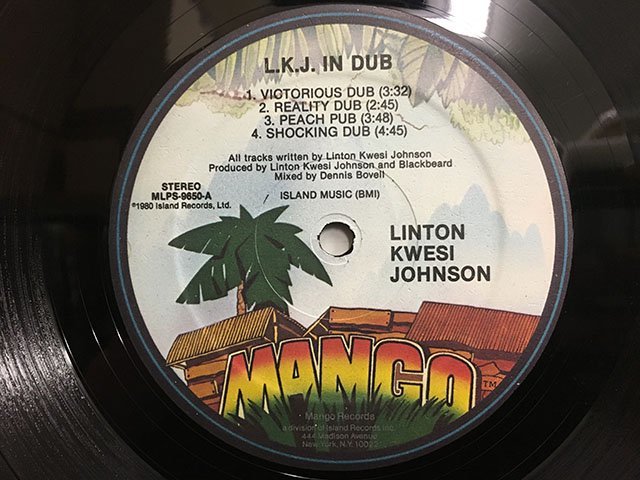 L.K.J. IN DUB
1. VICTORIOUS DUB (3:32)
2. REALITY DUB (2:45)
3. PEACH PUB (3:48)
4. SHOCKING DUB (4:45)
All tracks written by Linton Kwesi Johnson
Produced by Linton Kwesi Johnson and Blackbeard
Mixed by Dennis Bovell
STEREO
MLPS-9650-A
℗1980 Island Records, Ltd.
ISLAND MUSIC (BMI)
LINTON
KWESI
JOHNSON
MANGO TM
Mango Records
a division of Island Records Inc.
444 Madison Avenue
New York, N.Y. 10022